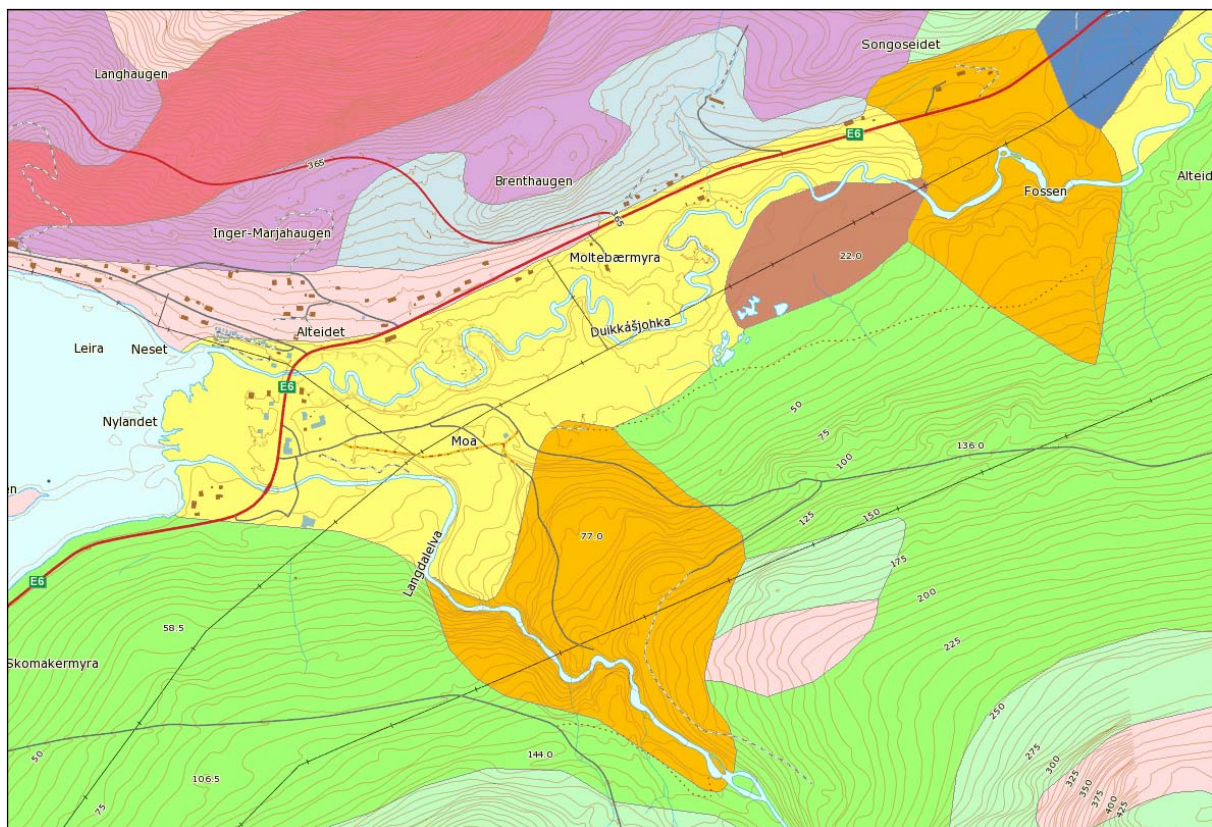 Songoseidet
Langhaugen
E6
365
Brenthaugen
Fossen
Alteid
365
Inger-Marjahaugen
22.0
Moltebærmyra
Alteidet
Duikkášjohka
Leira
Neset
E6
50
Nylandet
Moa
75
136.0
100
en
125
150
77.0
175
Langdalelva
E6
200
58.5
225
Skomakermyra
250
275
300
144.0
325
50
350
106.5
375
75
400
425